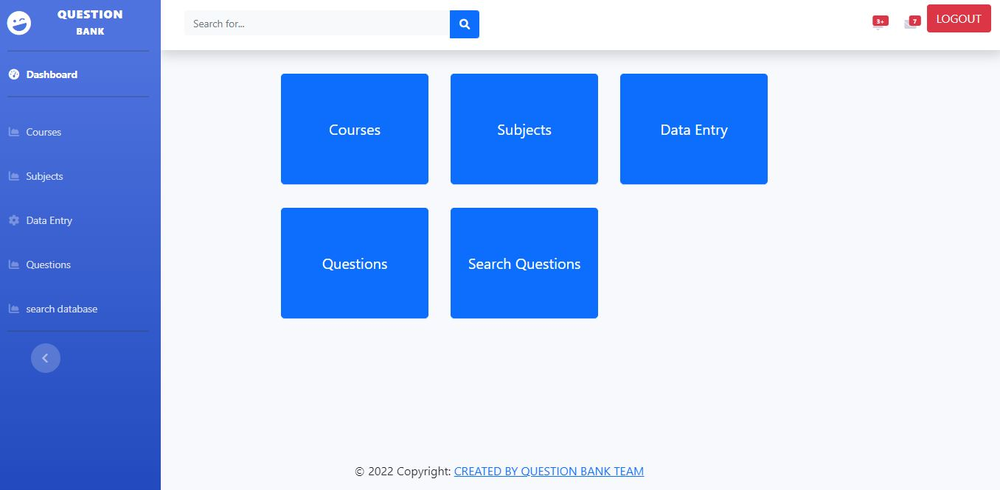 QUESTION
BANK
Dashboard
Courses
Subjects
Data Entry
Questions
search database
Search for...
3+
7
LOGOUT
Courses
Subjects
Data Entry
Questions
Search Questions
© 2022 Copyright: CREATED BY QUESTION BANK TEAM